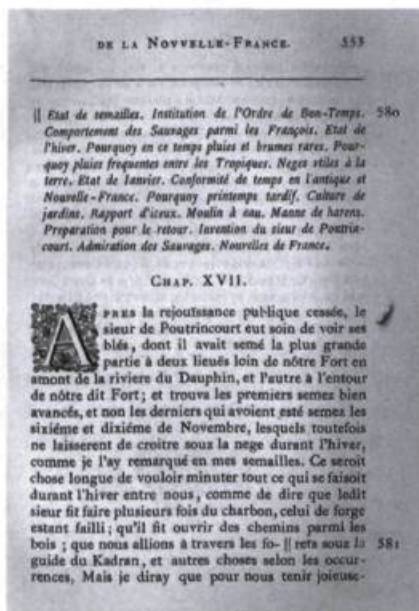 DE LA NOVVELLE-FRANCE. 553
|| Etat de semailles. Institution de l'Ordre de Bon-Temps. 580
Comportement des Sauvages parmi les François. Etat de
l'hiver. Pourquoy en ce temps pluies et brumes rares. Pour-
quoy pluies frequentes entre les Tropiques. Neges vtiles à la
terre. Etat de Ianvier. Conformité de temps en l'antique et
Nouvelle-France. Pourquoy printemps tardif. Culture de
jardins. Rapport d'iceux. Moulin à eau. Manne de harens.
Preparation pour le retour. Invention du sieur de Poutrin-
court. Admiration des Sauvages. Nouvelles de France.
CHAP. XVII.
APRES la rejouïssance publique cessée, le
sieur de Poutrincourt eut soin de voir ses
blés, dont il avait semé la plus grande
partie à deux lieuës loin de nôtre Fort en
amont de la riviere du Dauphin, et l'autre à l'entour
de nôtre dit Fort; et trouva les premiers semez bien
avancés, et non les derniers qui avoient esté semez les
sixiéme et dixiéme de Novembre, lesquels toutefois
ne laisserent de croitre souz la nege durant l'hiver,
comme je l'ay remarqué en mes semailles. Ce seroit
chose longue de vouloir minuter tout ce qui se faisoit
durant l'hiver entre nous, comme de dire que ledit
sieur fit faire plusieurs fois du charbon, celui de forge
estant failli; qu'il fit ouvrir des chemins parmi les
bois; que nous allions à travers les fo- || rets souz la 581
guide du Kadran, et autres choses selon les occur-
rences, Mais je diray que pour nous tenir joieuse-